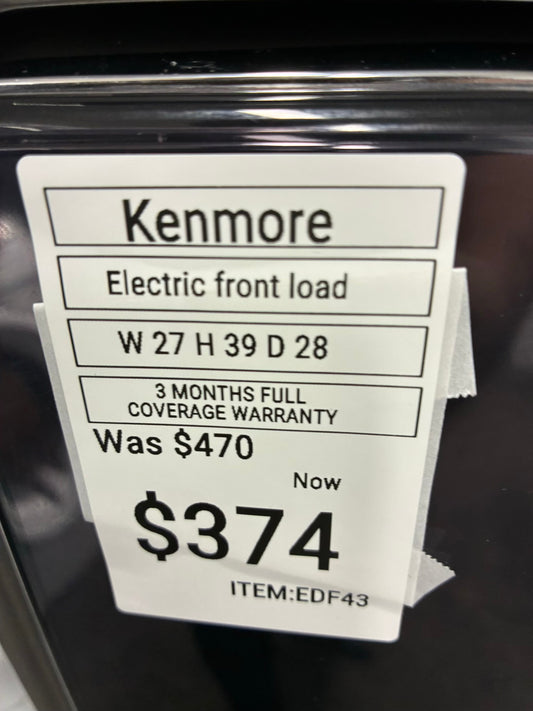 Kenmore
Electric front load
W 27 H 39 D 28
3 MONTHS FULL
COVERAGE WARRANTY
Was $470
Now
$374
ITEM:EDF43